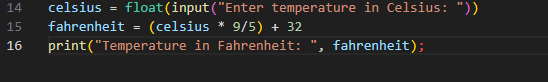 14 celsius = float(input("Enter temperature in Celsius: "))
15 fahrenheit = (celsius * 9/5) + 32
16 print("Temperature in Fahrenheit: ", fahrenheit);